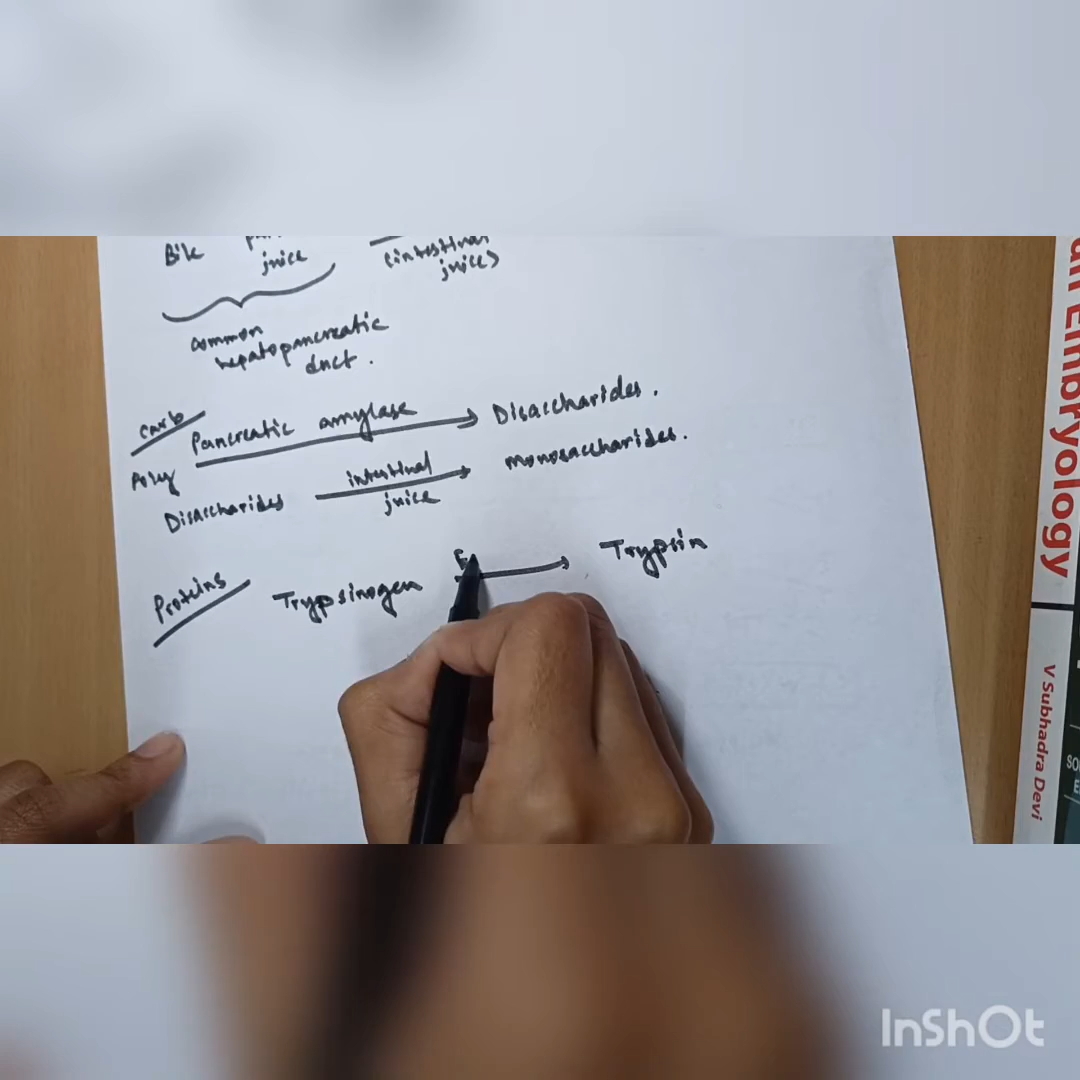 Bile juice (intestinal
juices)
common
hepatopancreatic
duct.
carb Pancreatic amylase Disaccharides.
Poly
Disaccharides intestinal juice monosaccharides.
Proteins Trypsinogen E Trypsin
Embryology
V Subhadra Devi
InShOt